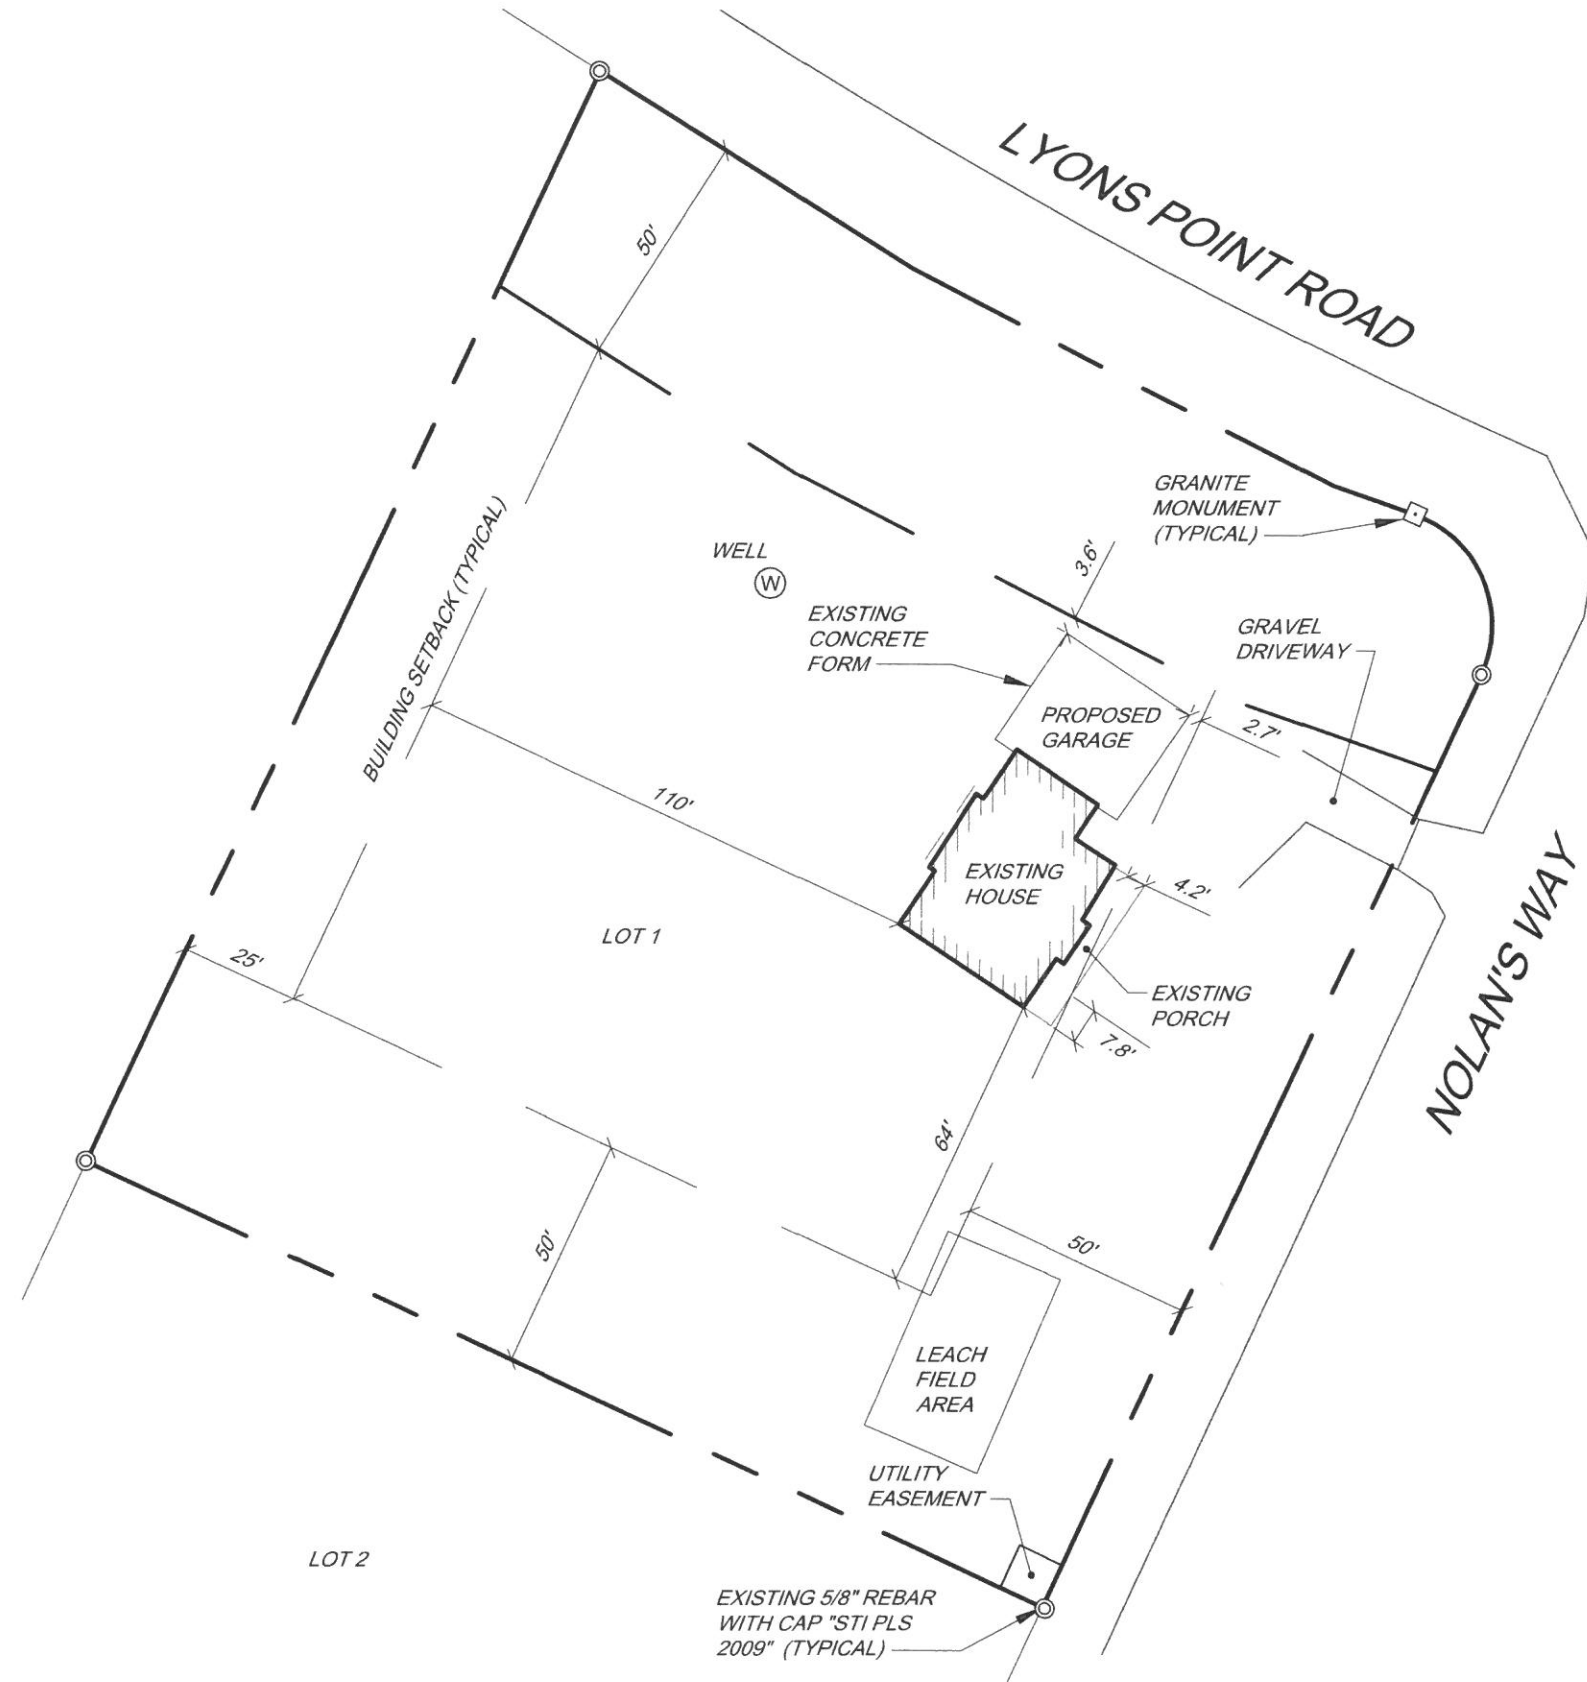 LYONS POINT ROAD
50'
GRANITE
MONUMENT
(TYPICAL)
3.6'
WELL
W
EXISTING
CONCRETE
FORM
GRAVEL
DRIVEWAY
BUILDING SETBACK (TYPICAL)
PROPOSED
GARAGE
2.7'
110'
EXISTING
HOUSE
4.2'
LOT 1
25'
EXISTING
PORCH
7.8'
NOLAN'S WAY
64'
50'
50'
LEACH
FIELD
AREA
UTILITY
EASEMENT
LOT 2
EXISTING 5/8" REBAR
WITH CAP "STI PLS
2009" (TYPICAL)